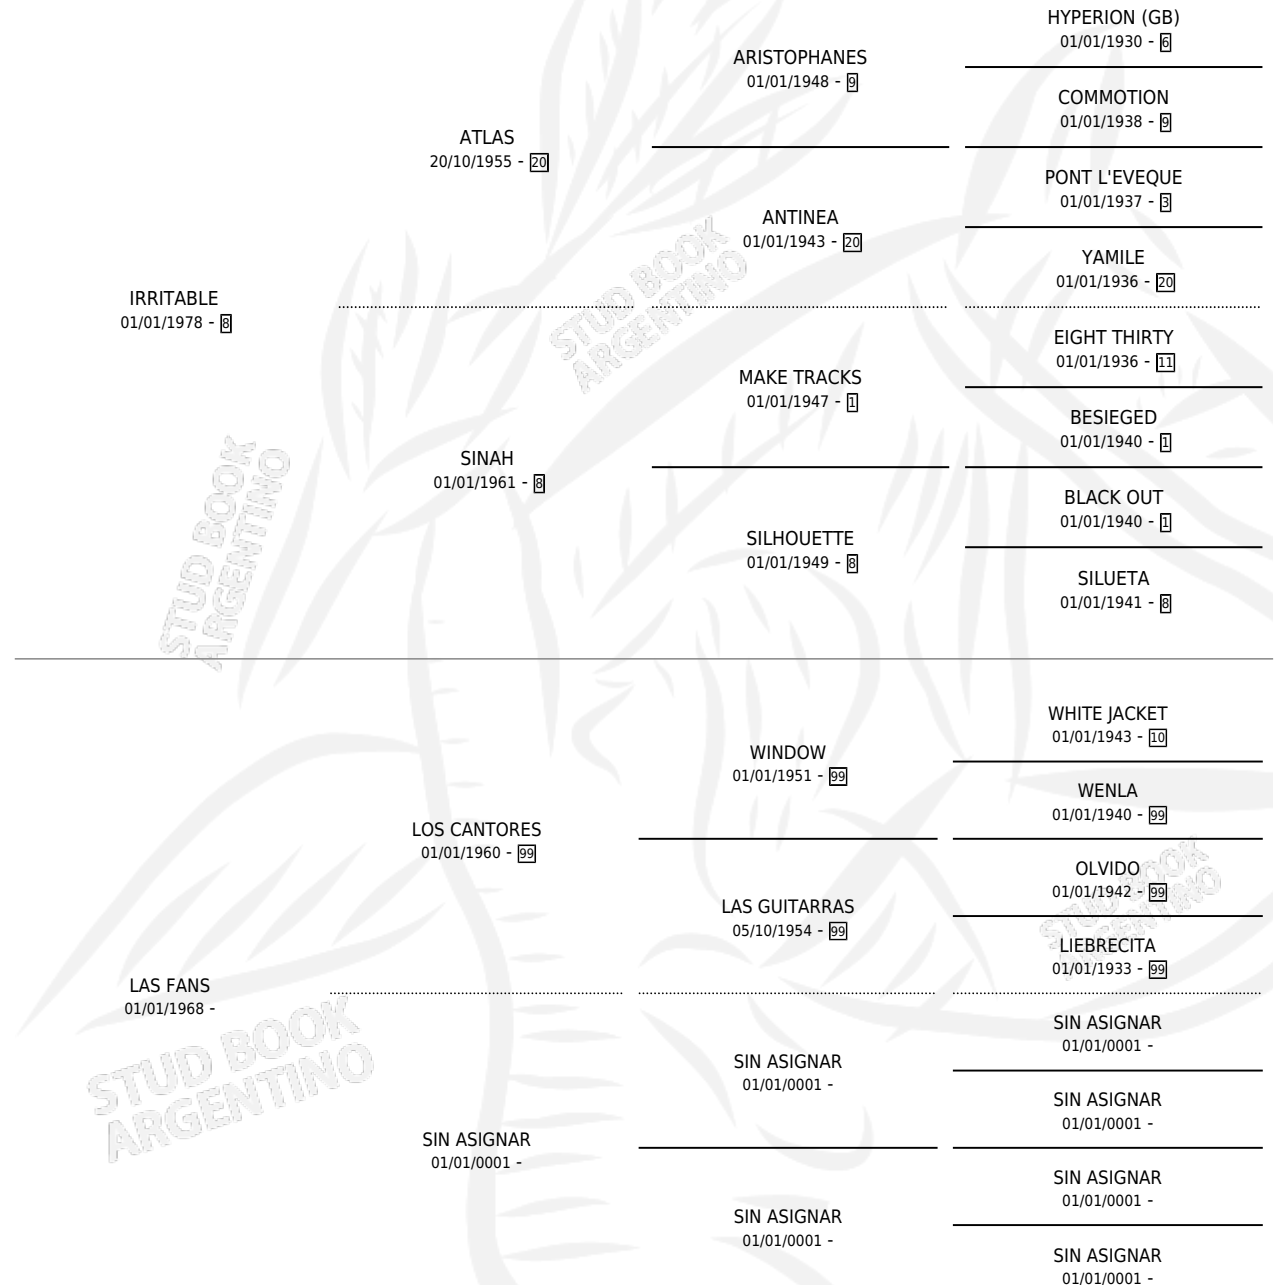 HYPERION (GB)
01/01/1930 - 6
ARISTOPHANES
01/01/1948 - 9
COMMOTION
01/01/1938 - 9
ATLAS
20/10/1955 - 20
PONT L'EVEQUE
01/01/1937 - 3
ANTINEA
01/01/1943 - 20
YAMILE
01/01/1936 - 20
IRRITABLE
01/01/1978 - 8
EIGHT THIRTY
01/01/1936 - 11
MAKE TRACKS
01/01/1947 - 1
BESIEGED
01/01/1940 - 1
SINAH
01/01/1961 - 8
BLACK OUT
01/01/1940 - 1
SILHOUETTE
01/01/1949 - 8
SILUETA
01/01/1941 - 8
WHITE JACKET
01/01/1943 - 10
WINDOW
01/01/1951 - 99
WENLA
01/01/1940 - 99
LOS CANTORES
01/01/1960 - 99
OLVIDO
01/01/1942 - 99
LAS GUITARRAS
05/10/1954 - 99
LIEBRECITA
01/01/1933 - 99
LAS FANS
01/01/1968 -
SIN ASIGNAR
01/01/0001 -
SIN ASIGNAR
01/01/0001 -
SIN ASIGNAR
01/01/0001 -
SIN ASIGNAR
01/01/0001 -
SIN ASIGNAR
01/01/0001 -
SIN ASIGNAR
01/01/0001 -
SIN ASIGNAR
01/01/0001 -
STUD BOOK
ARGENTINO
STUD BOOK
ARGENTINO
STUD BOOK
ARGENTINO
STUD BOOK
ARGENTINO